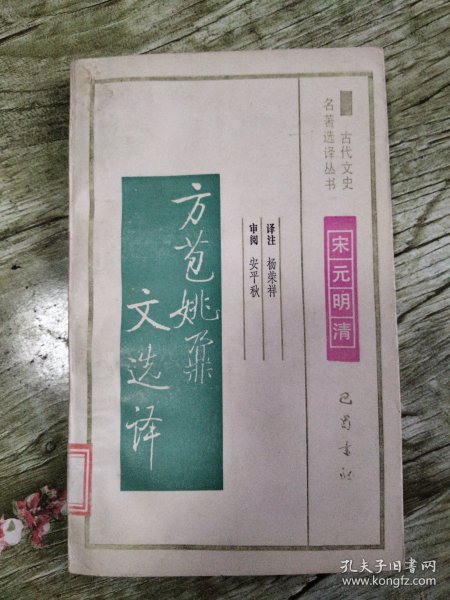 古代文史
名著选译丛书
宋元明清
译注 杨荣祥
审阅 安平秋
方苞姚鼐
文选译
巴蜀书社
孔夫子旧书网
www.kongfz.com